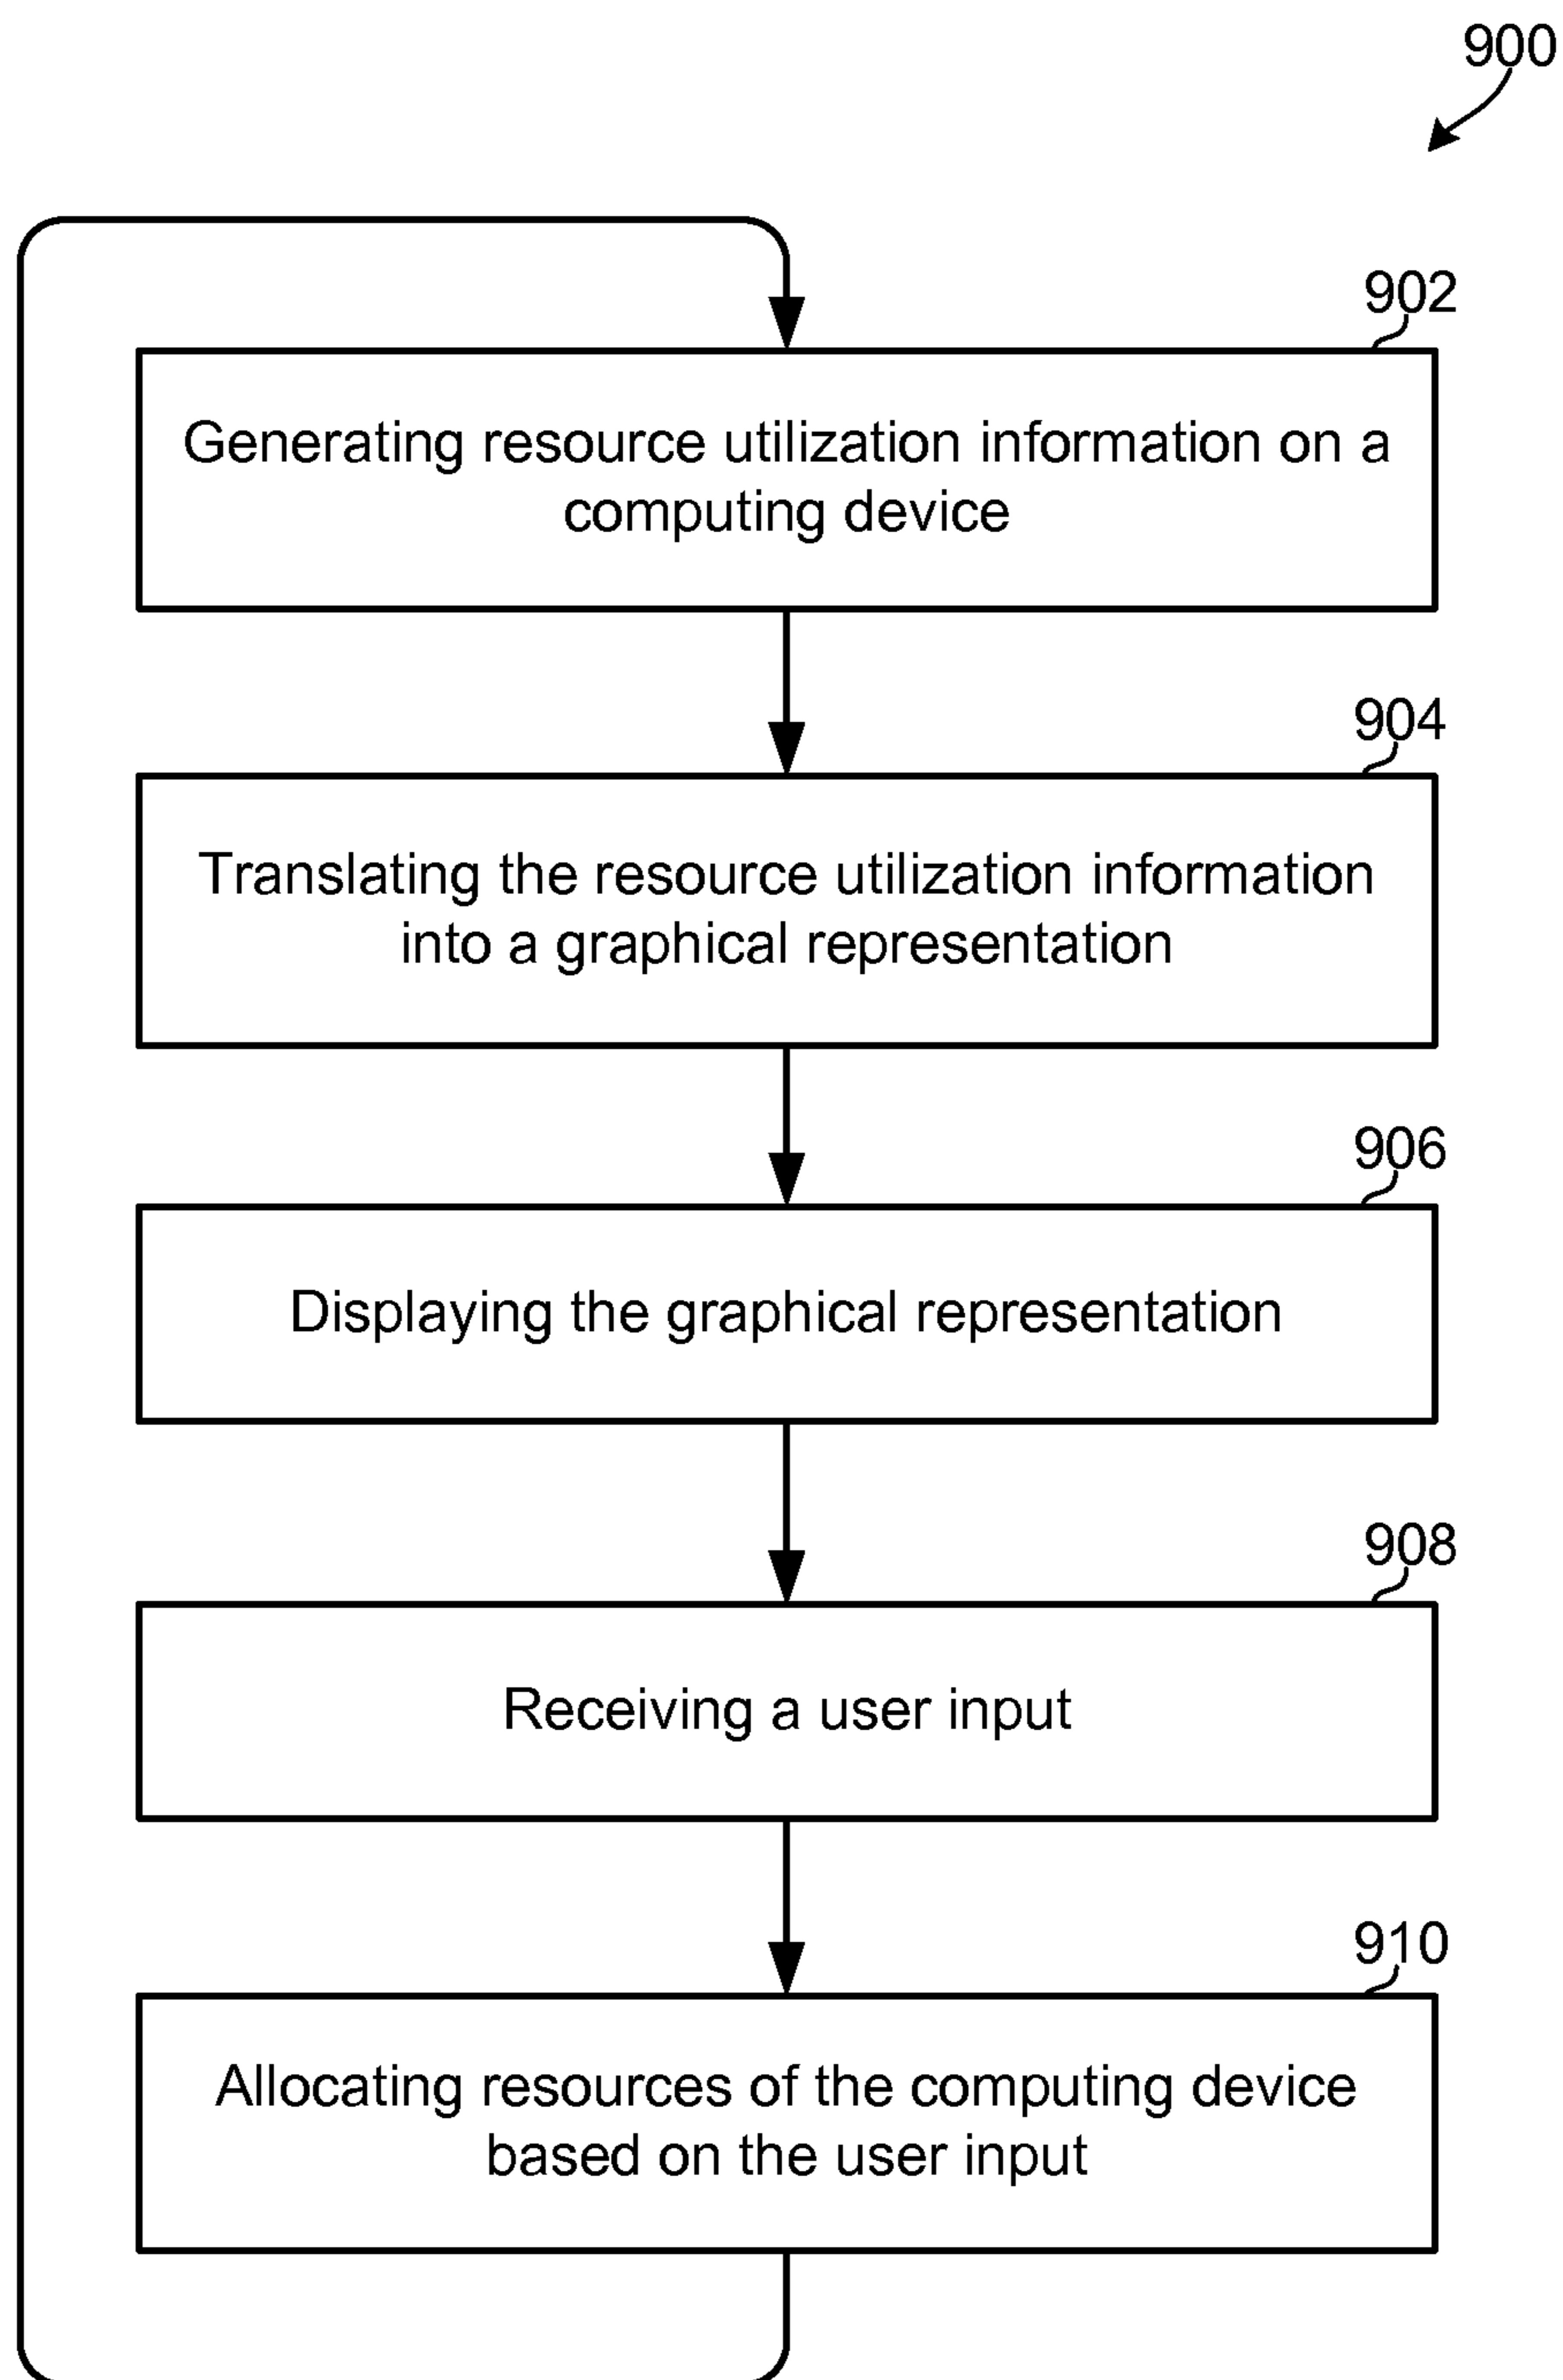 900
902
Generating resource utilization information on a
computing device
904
Translating the resource utilization information
into a graphical representation
906
Displaying the graphical representation
908
Receiving a user input
910
Allocating resources of the computing device
based on the user input